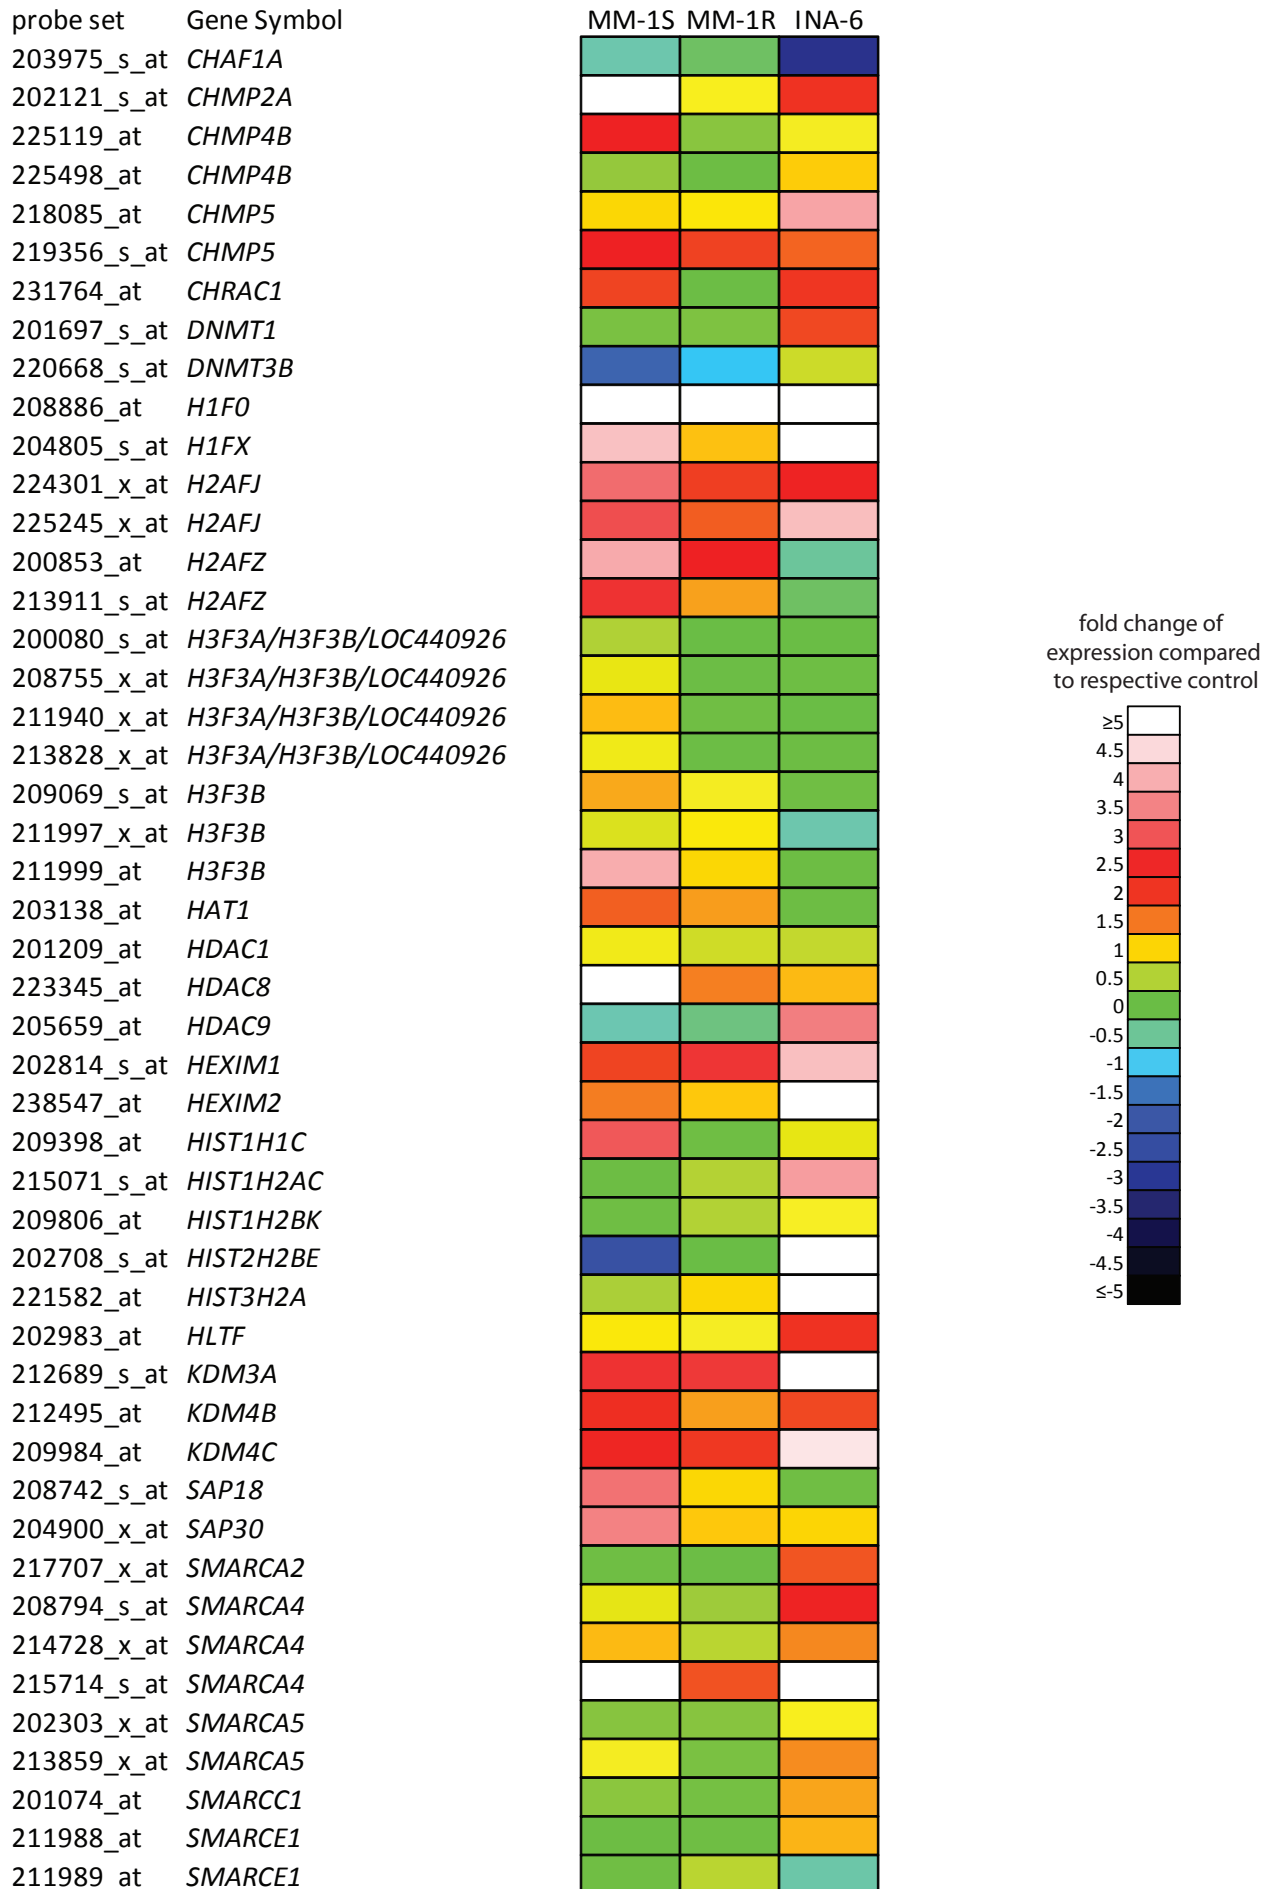 probe set Gene Symbol MM-1S MM-1R INA-6
203975_s_at CHAF1A
202121_s_at CHMP2A
225119_at CHMP4B
225498_at CHMP4B
218085_at CHMP5
219356_s_at CHMP5
231764_at CHRAC1
201697_s_at DNMT1
220668_s_at DNMT3B
208886_at H1F0
204805_s_at H1FX
224301_x_at H2AFJ
225245_x_at H2AFJ
200853_at H2AFZ
213911_s_at H2AFZ
200080_s_at H3F3A/H3F3B/LOC440926
208755_x_at H3F3A/H3F3B/LOC440926
211940_x_at H3F3A/H3F3B/LOC440926
213828_x_at H3F3A/H3F3B/LOC440926
209069_s_at H3F3B
211997_x_at H3F3B
211999_at H3F3B
203138_at HAT1
201209_at HDAC1
223345_at HDAC8
205659_at HDAC9
202814_s_at HEXIM1
238547_at HEXIM2
209398_at HIST1H1C
215071_s_at HIST1H2AC
209806_at HIST1H2BK
202708_s_at HIST2H2BE
221582_at HIST3H2A
202983_at HLTF
212689_s_at KDM3A
212495_at KDM4B
209984_at KDM4C
208742_s_at SAP18
204900_x_at SAP30
217707_x_at SMARCA2
208794_s_at SMARCA4
214728_x_at SMARCA4
215714_s_at SMARCA4
202303_x_at SMARCA5
213859_x_at SMARCA5
201074_at SMARCC1
211988_at SMARCE1
211989_at SMARCE1
fold change of
expression compared
to respective control
≥5
4.5
4
3.5
3
2.5
2
1.5
1
0.5
0
-0.5
-1
-1.5
-2
-2.5
-3
-3.5
-4
-4.5
≤-5